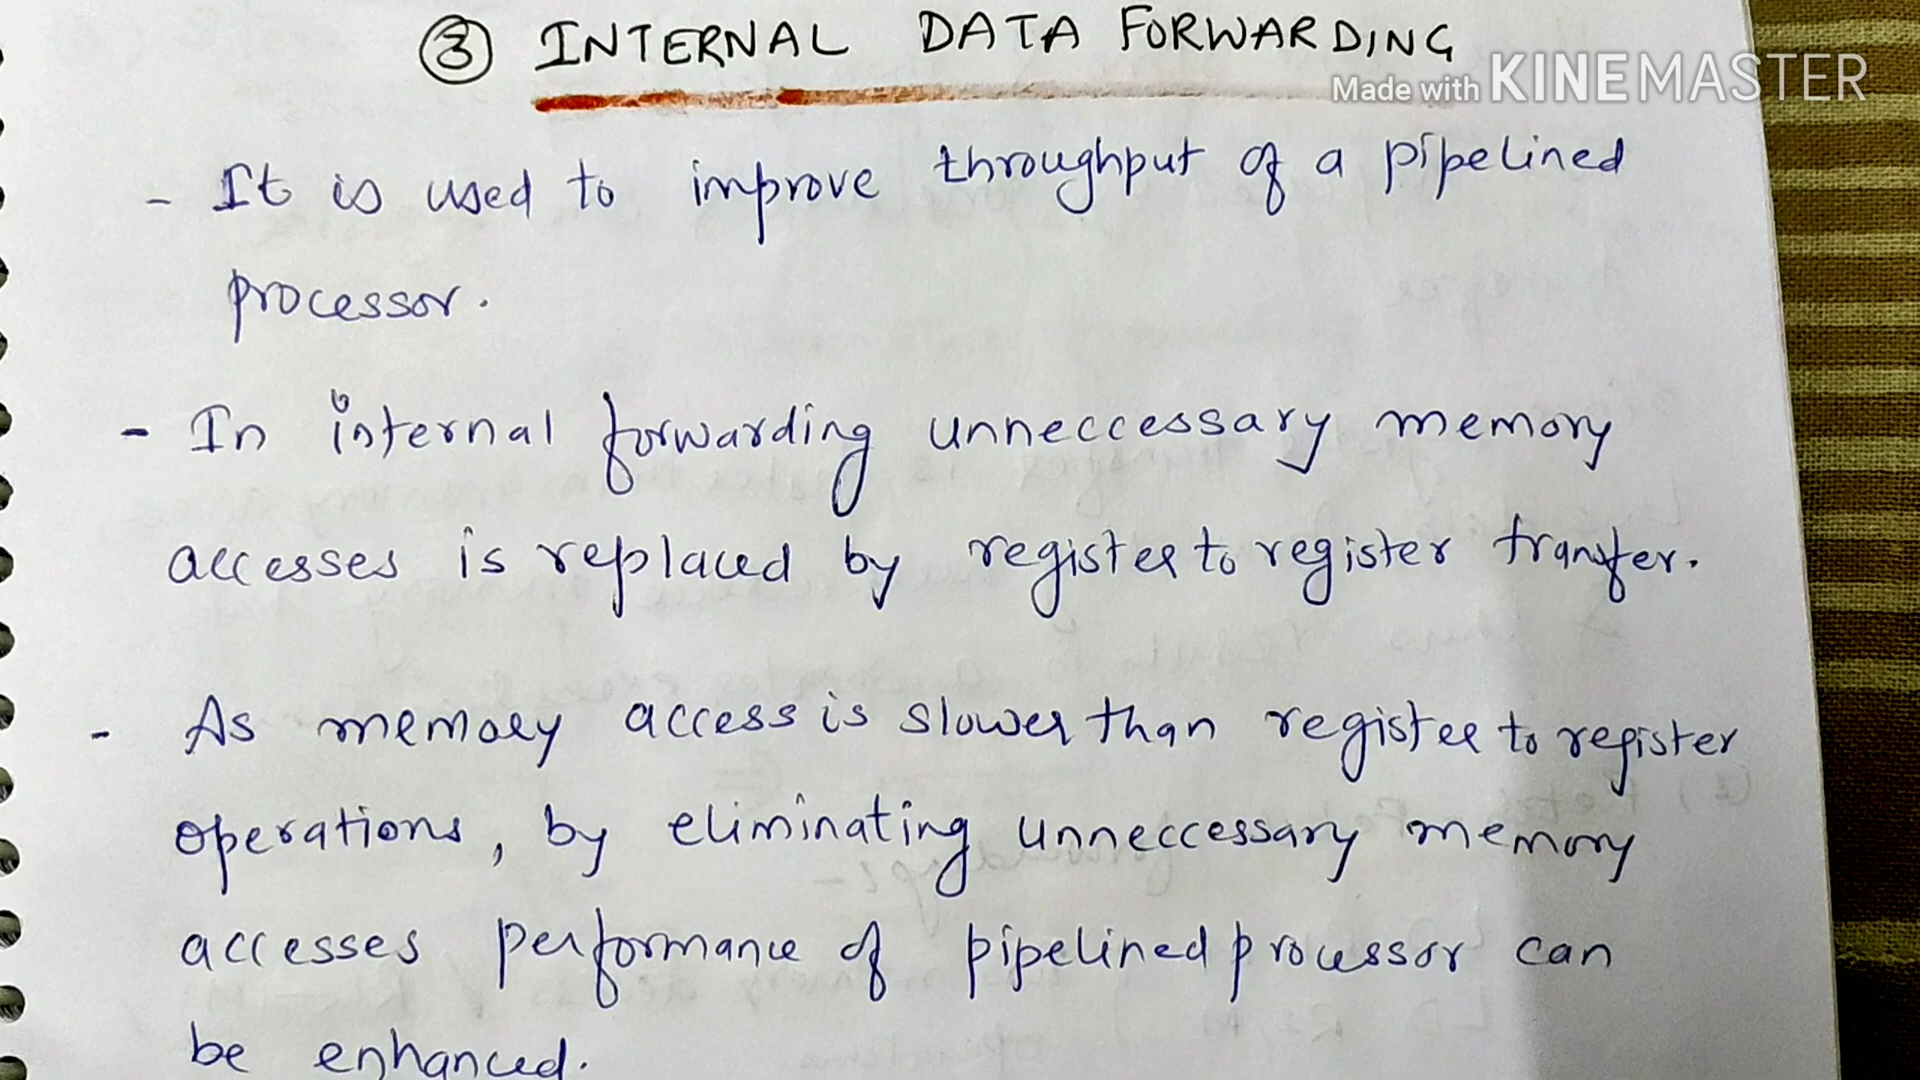 ③ INTERNAL DATA FORWARDING
Made with KINEMASTER
- It is used to improve throughput of a pipelined
processor.
- In internal forwarding unneccessary memory
accesses is replaced by register to register transfer.
- As memory access is slower than register to register
operations, by eliminating unneccessary memory
accesses performance of pipelined processor can
be enhanced.